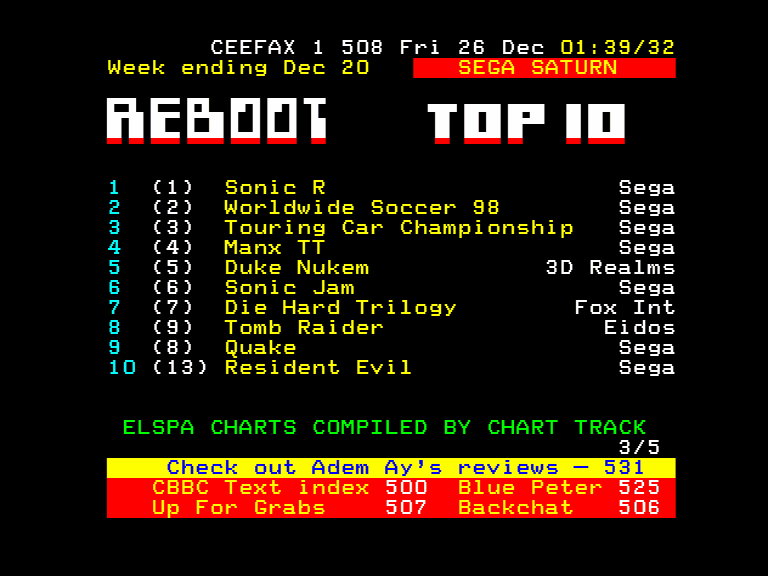 CEEFAX 1 508 Fri 26 Dec 01:39/32
Week ending Dec 20 SEGA SATURN
REBOOT TOP 10
1 (1) Sonic R Sega
2 (2) Worldwide Soccer 98 Sega
3 (3) Touring Car Championship Sega
4 (4) Manx TT Sega
5 (5) Duke Nukem 3D Realms
6 (6) Sonic Jam Sega
7 (7) Die Hard Trilogy Fox Int
8 (9) Tomb Raider Eidos
9 (8) Quake Sega
10 (13) Resident Evil Sega
ELSPA CHARTS COMPILED BY CHART TRACK
3/5
Check out Adem Ay's reviews – 531
CBBC Text index 500 Blue Peter 525
Up For Grabs 507 Backchat 506